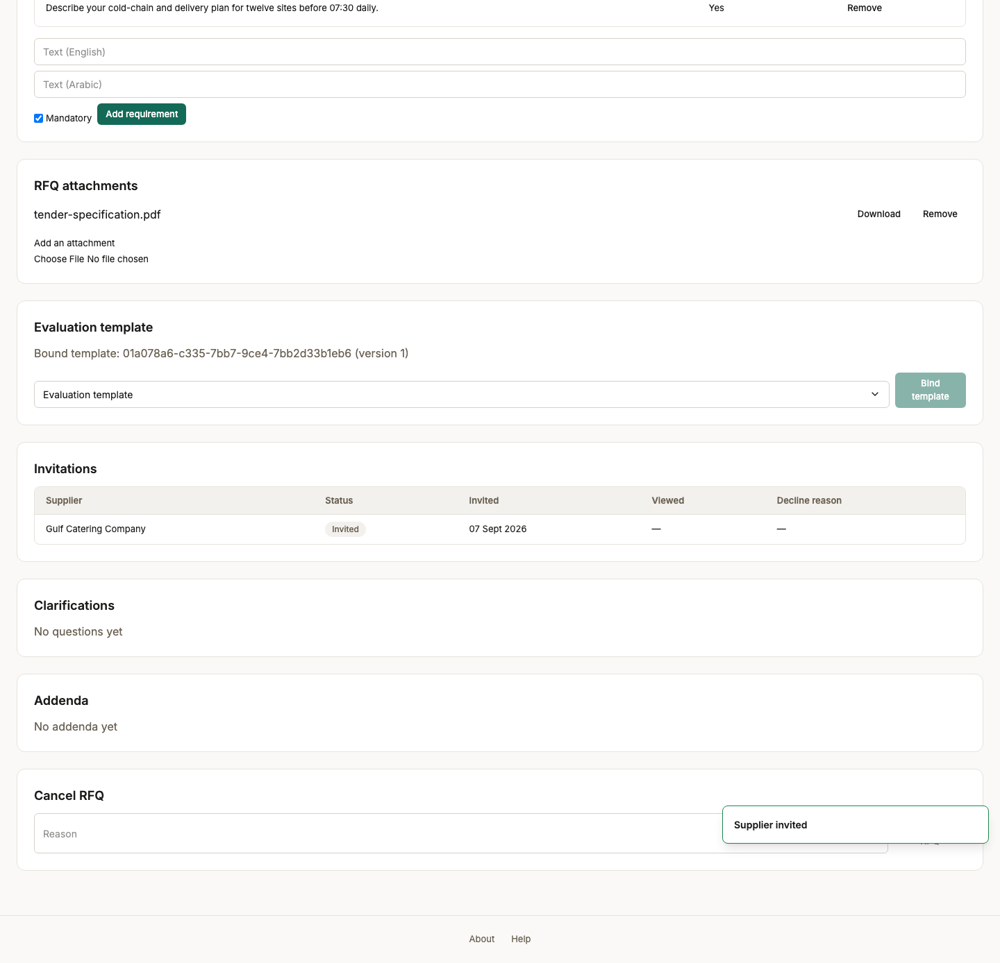 Describe your cold-chain and delivery plan for twelve sites before 07:30 daily. Yes Remove
Text (English)
Text (Arabic)
Mandatory Add requirement
RFQ attachments
tender-specification.pdf Download Remove
Add an attachment
Choose File No file chosen
Evaluation template
Bound template: 01a078a6-c335-7bb7-9ce4-7bb2d33b1eb6 (version 1)
Evaluation template
Bind
template
Invitations
Supplier Status Invited Viewed Decline reason
Gulf Catering Company Invited 07 Sept 2026 — —
Clarifications
No questions yet
Addenda
No addenda yet
Cancel RFQ
Reason
Supplier invited
About Help